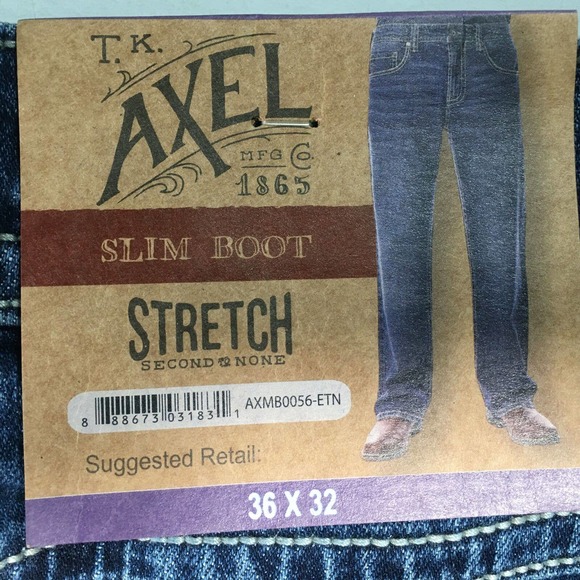 T. K.
AXEL
MFG Co.
1865
SLIM BOOT
STRETCH
SECOND 2 NONE
8 88673 03183 1
AXMB0056-ETN
Suggested Retail:
36 X 32